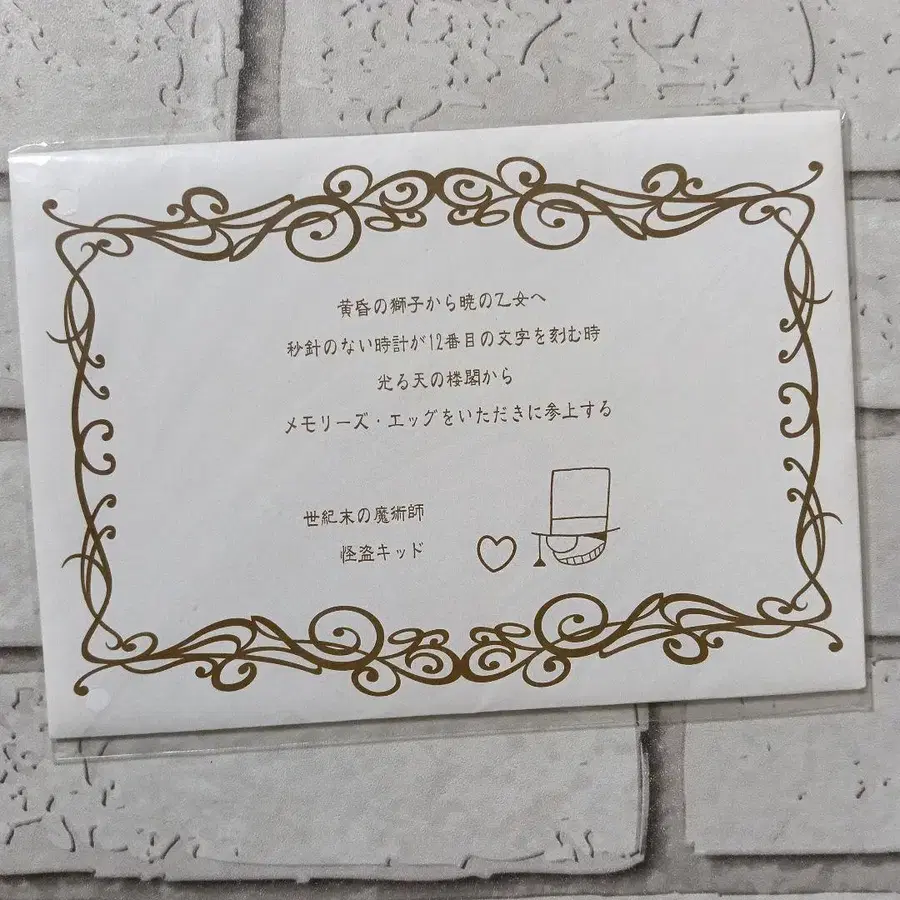 黄昏の獅子から暁の乙女へ
秒針のない時計が12番目の文字を刻む時
光る天の楼閣から
メモリーズ・エッグをいただきに参上する
世紀末の魔術師
怪盗キッド